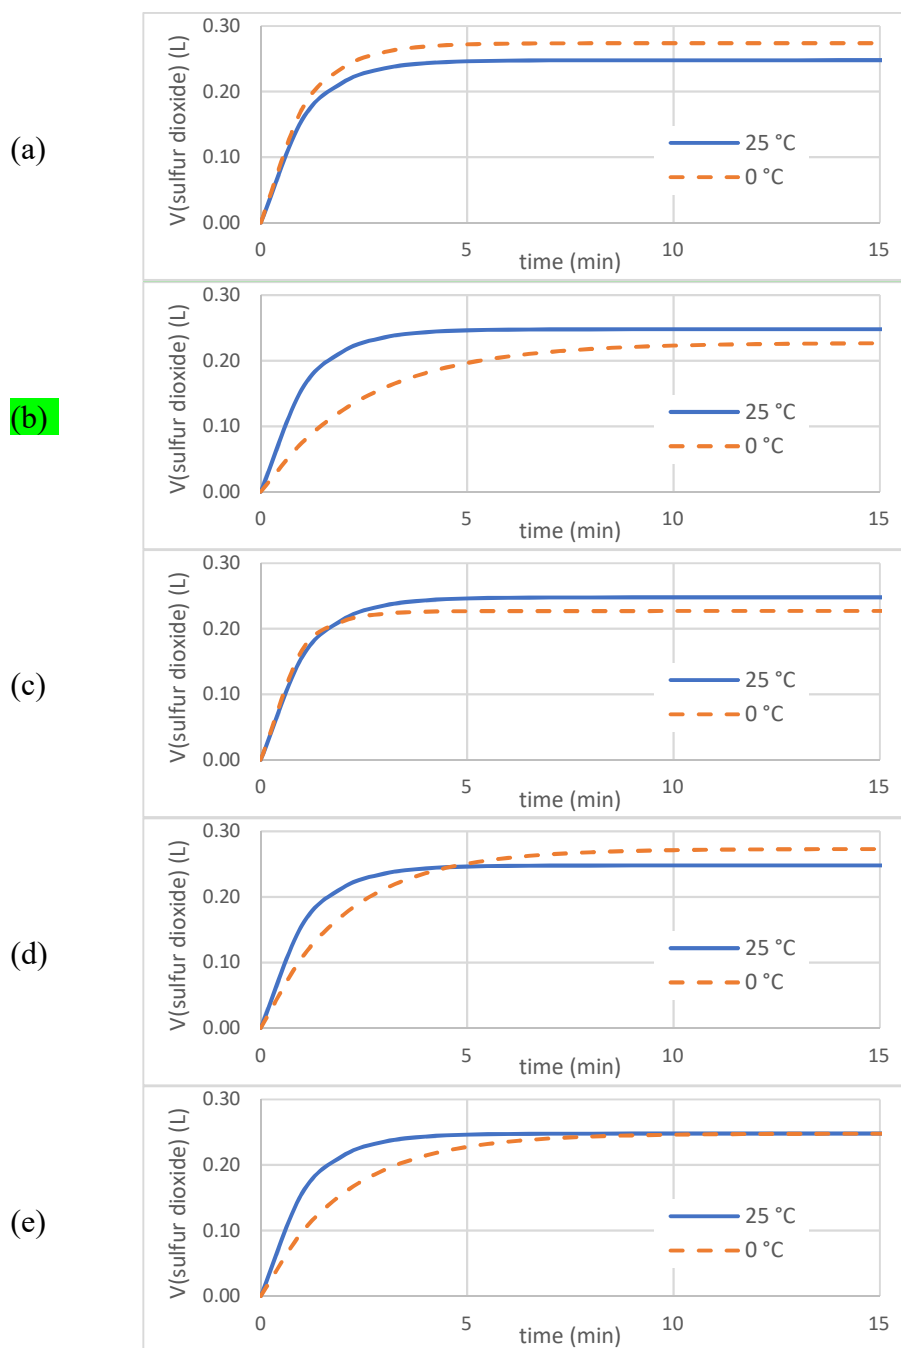 (a)
V(sulfur dioxide) (L)
0.30
0.20
0.10
0.00
25 °C
0 °C
0 5 10 15
time (min)
(b)
V(sulfur dioxide) (L)
0.30
0.20
0.10
0.00
25 °C
0 °C
0 5 10 15
time (min)
(c)
V(sulfur dioxide) (L)
0.30
0.20
0.10
0.00
25 °C
0 °C
0 5 10 15
time (min)
(d)
V(sulfur dioxide) (L)
0.30
0.20
0.10
0.00
25 °C
0 °C
0 5 10 15
time (min)
(e)
V(sulfur dioxide) (L)
0.30
0.20
0.10
0.00
25 °C
0 °C
0 5 10 15
time (min)